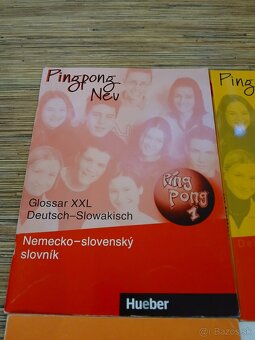 Pingpong
Neu
Ping
Ping
Pong
1
Glossar XXL
Deutsch–Slowakisch
Nemecko–slovenský
slovník
Hueber